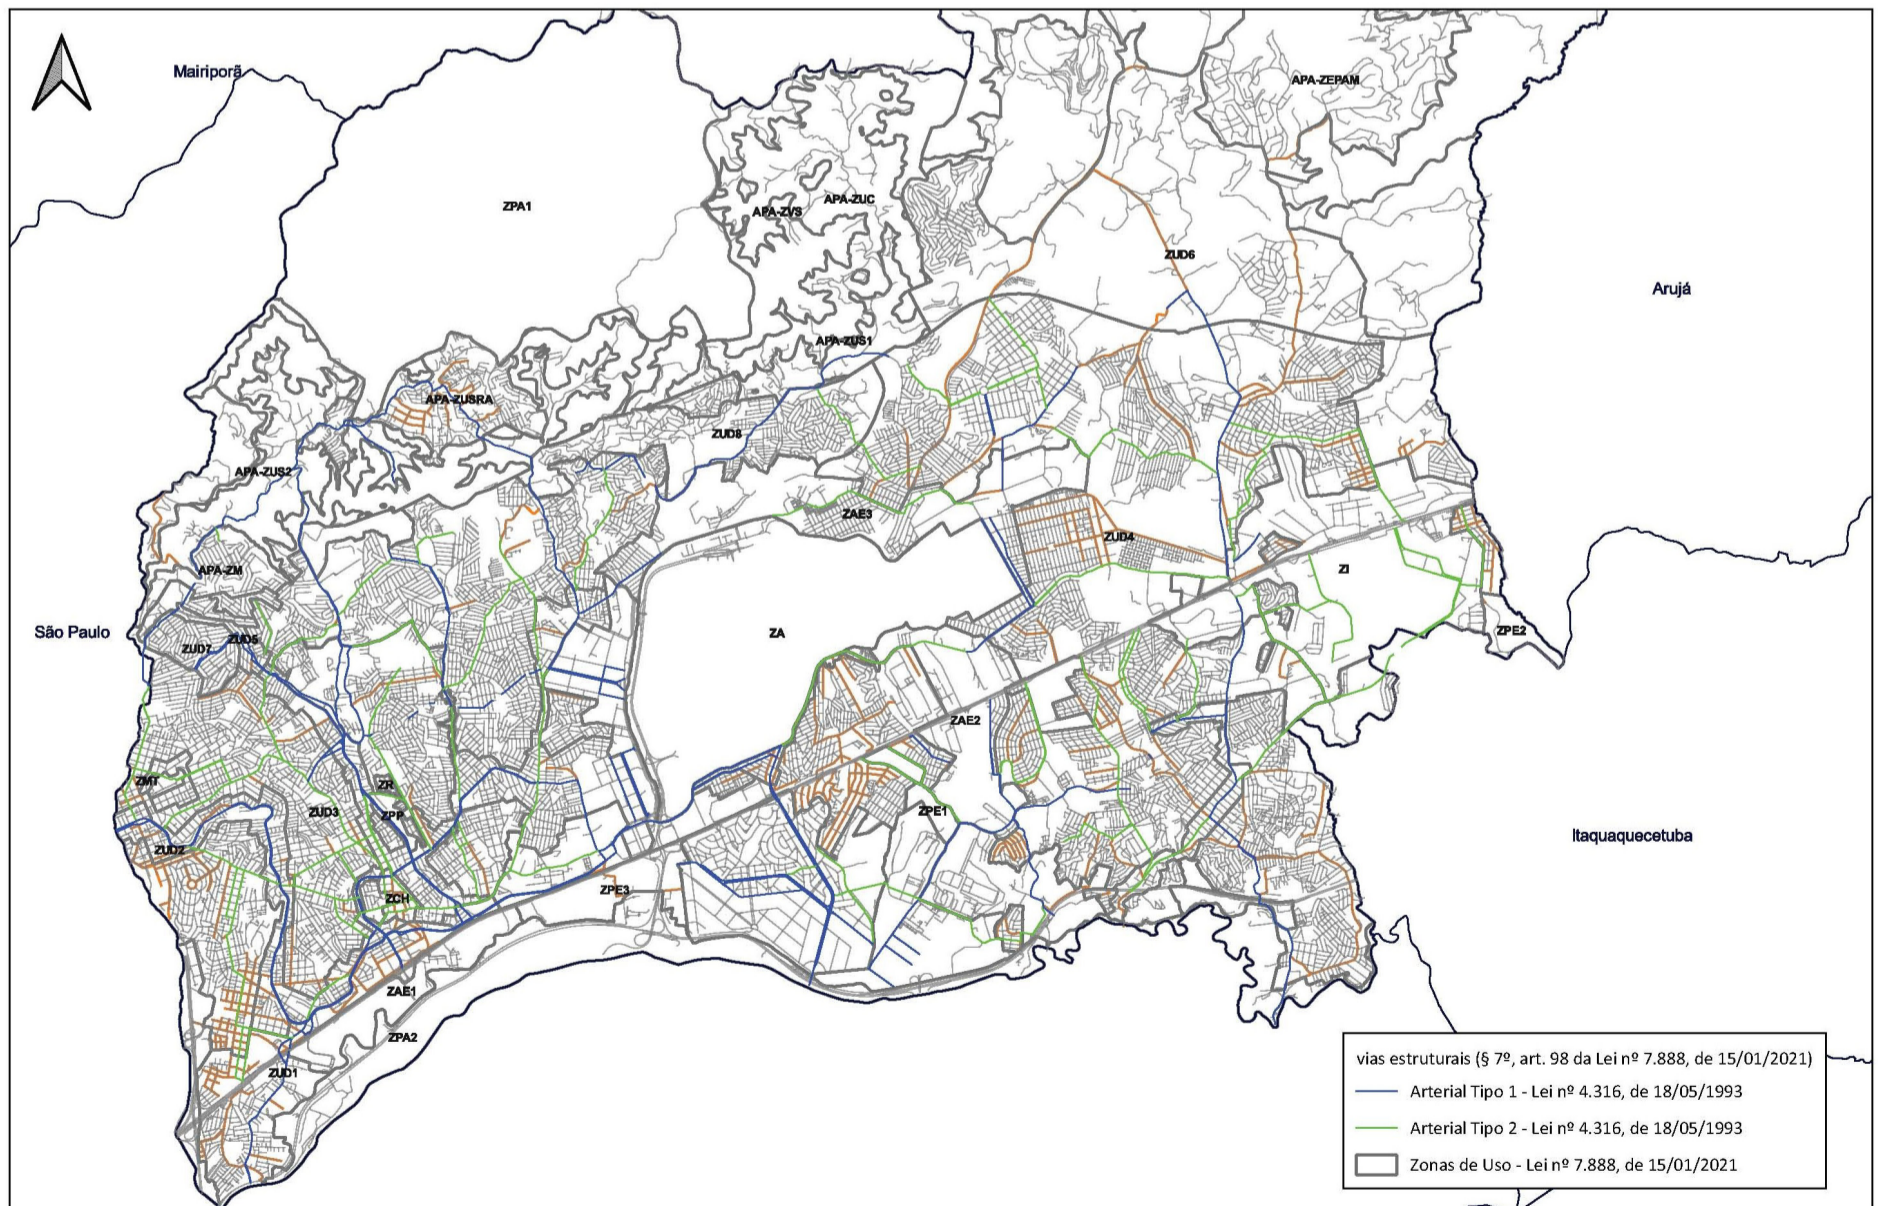 Mairiporã
APA-ZEPAM
ZPA1
APA-ZVS
APA-ZUC
ZUD6
Arujá
APA-ZUS1
APA-ZUSRA
ZUD8
APA-ZUS2
ZAE3
ZUD4
APA-ZM
ZI
São Paulo
ZUD5
ZUD7
ZA
ZPE2
ZAE2
ZMT
ZR
ZUD3
ZPP
ZPE1
ZUD2
Itaquaquecetuba
ZPE3
ZCH
ZAE1
ZPA2
ZUD1
vias estruturais (§ 7º, art. 98 da Lei nº 7.888, de 15/01/2021)
Arterial Tipo 1 - Lei nº 4.316, de 18/05/1993
Arterial Tipo 2 - Lei nº 4.316, de 18/05/1993
Zonas de Uso - Lei nº 7.888, de 15/01/2021